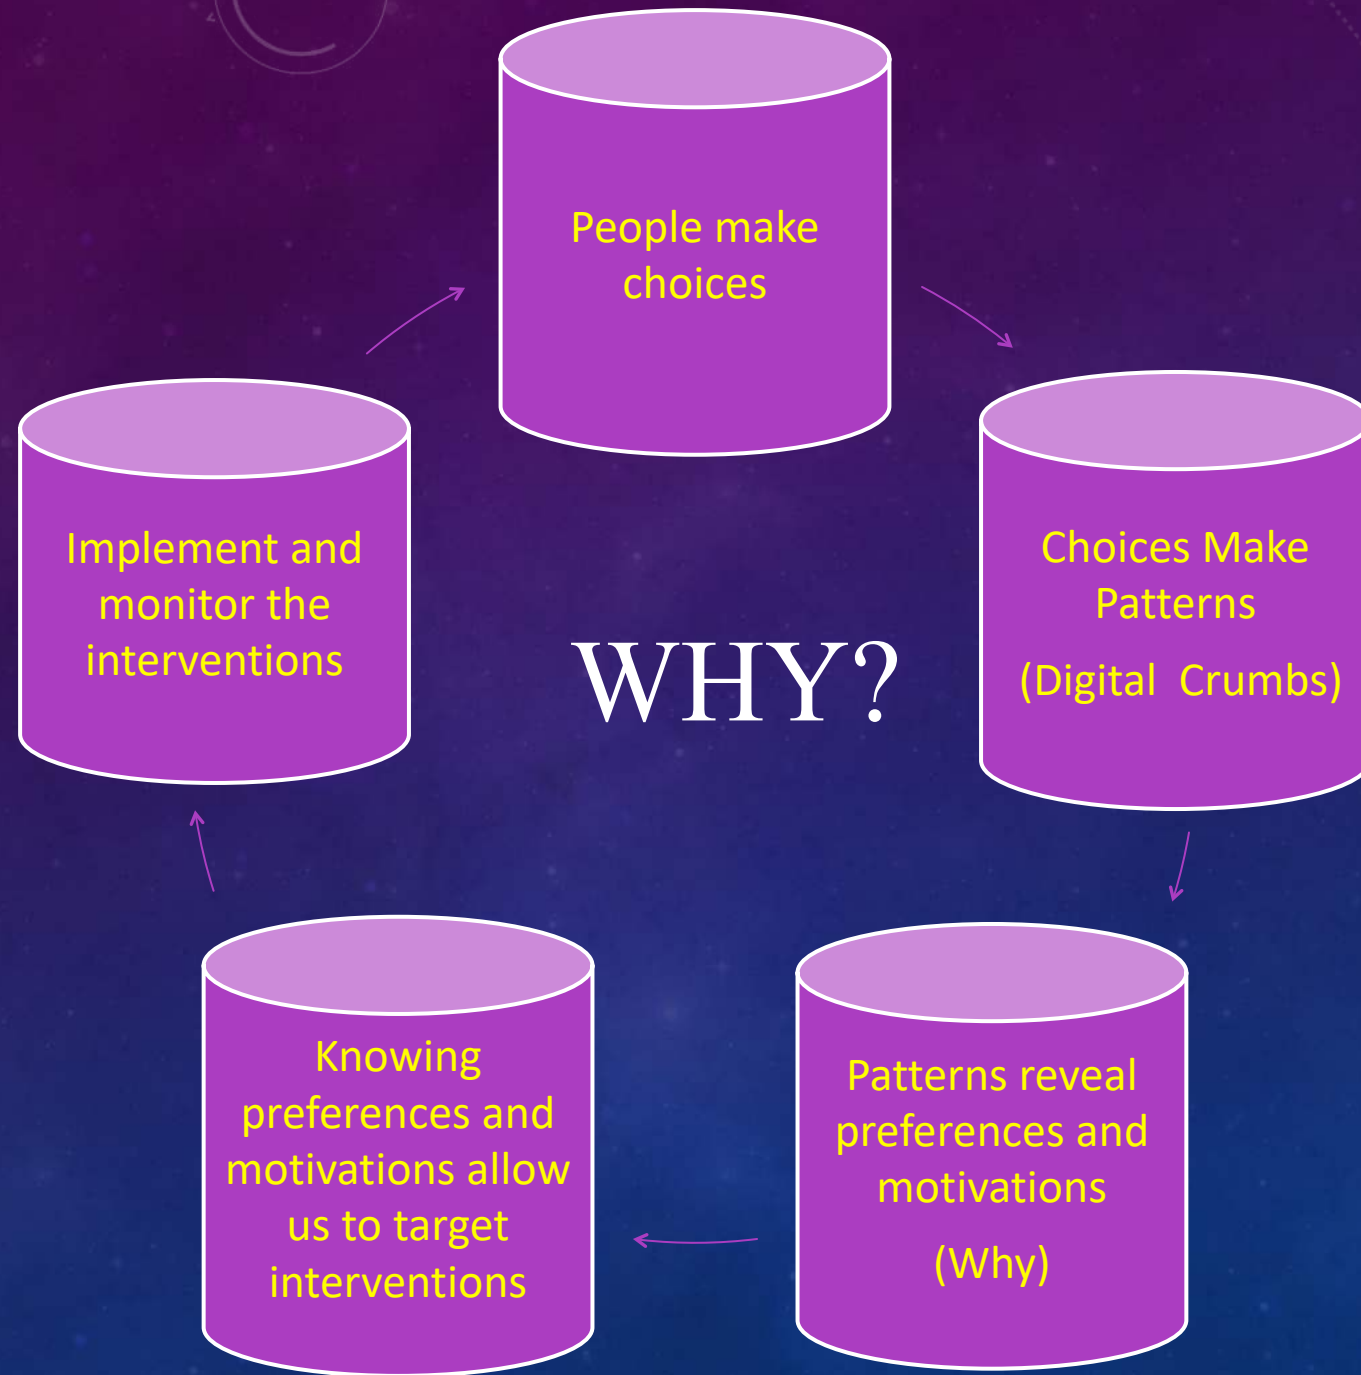 People make
choices
Choices Make
Patterns
(Digital  Crumbs)
Patterns reveal
preferences and
motivations
(Why)
Knowing
preferences and
motivations allow
us to target
interventions
Implement and
monitor the
interventions
WHY?